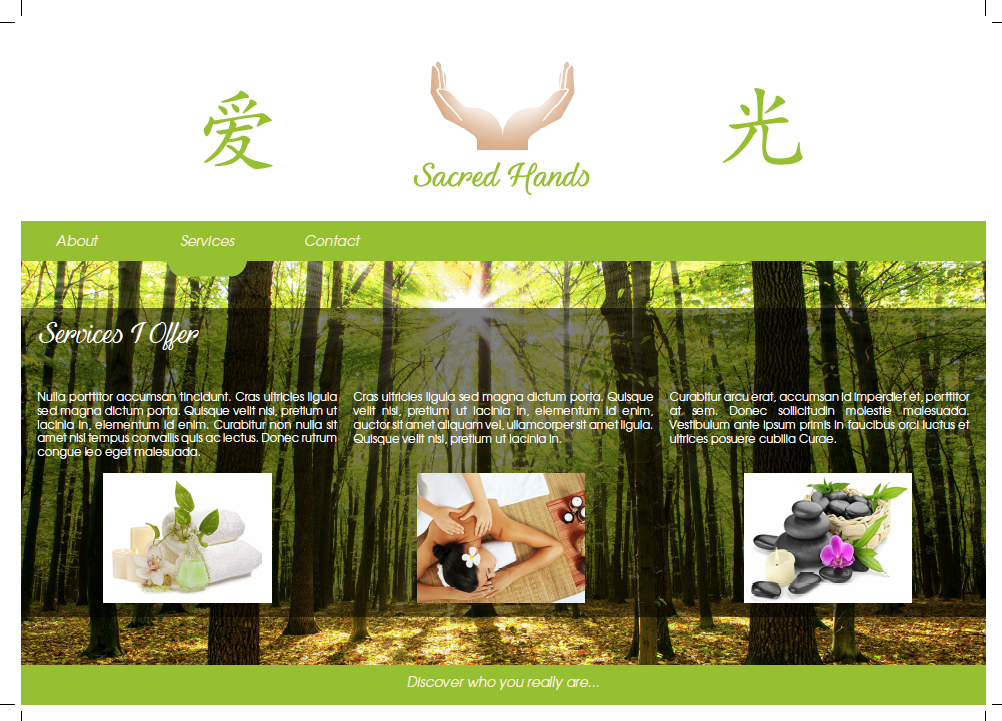 爱
光
Sacred Hands
About Services Contact
Services I Offer
Nulla porttitor accumsan tincidunt. Cras ultricies ligula
sed magna dictum porta. Quisque velit nisi, pretium ut
lacinia in, elementum id enim. Curabitur non nulla sit
amet nisl tempus convallis quis ac lectus. Donec rutrum
congue leo eget malesuada.
Cras ultricies ligula sed magna dictum porta. Quisque
velit nisi, pretium ut lacinia in, elementum id enim,
auctor sit amet aliquam vel, ullamcorper sit amet ligula.
Quisque velit nisi, pretium ut lacinia in.
Curabitur arcu erat, accumsan id imperdiet et, porttitor
at sem. Donec sollicitudin molestie malesuada.
Vestibulum ante ipsum primis in faucibus orci luctus et
ultrices posuere cubilia Curae.
Discover who you really are...